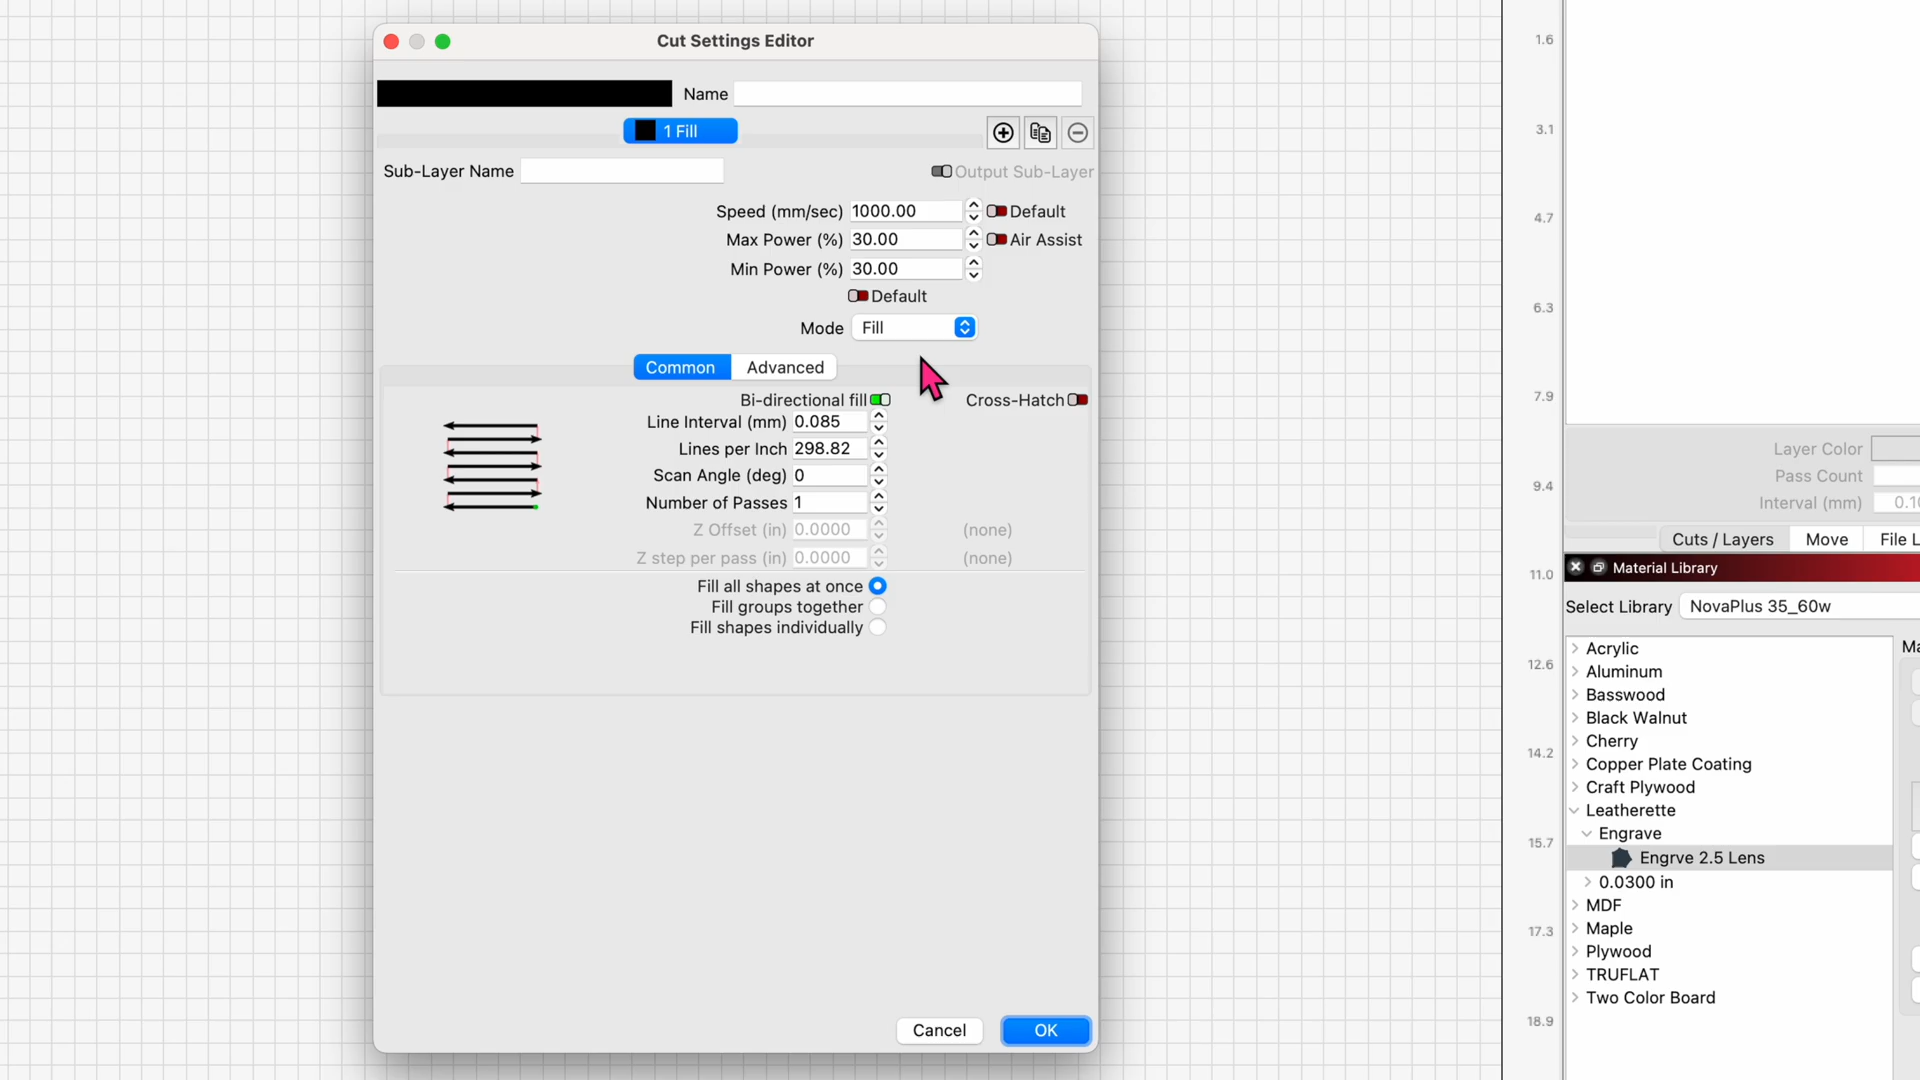 Cut Settings Editor
Name
1 Fill
Sub-Layer Name
Output Sub-Layer
Speed (mm/sec) 1000.00 Default
Max Power (%) 30.00 Air Assist
Min Power (%) 30.00
Default
Mode Fill
Common Advanced
Bi-directional fill Cross-Hatch
Line Interval (mm) 0.085
Lines per Inch 298.82
Scan Angle (deg) 0
Number of Passes 1
Z Offset (in) 0.0000 (none)
Z step per pass (in) 0.0000 (none)
Fill all shapes at once
Fill groups together
Fill shapes individually
Cancel OK
1.6
3.1
4.7
6.3
7.9
9.4
11.0
12.6
14.2
15.7
17.3
18.9
Layer Color
Pass Count
Interval (mm) 0.10
Cuts / Layers Move File L
Material Library
Select Library NovaPlus 35_60w
Ma
Acrylic
Aluminum
Basswood
Black Walnut
Cherry
Copper Plate Coating
Craft Plywood
Leatherette
Engrave
Engrve 2.5 Lens
0.0300 in
MDF
Maple
Plywood
TRUFLAT
Two Color Board